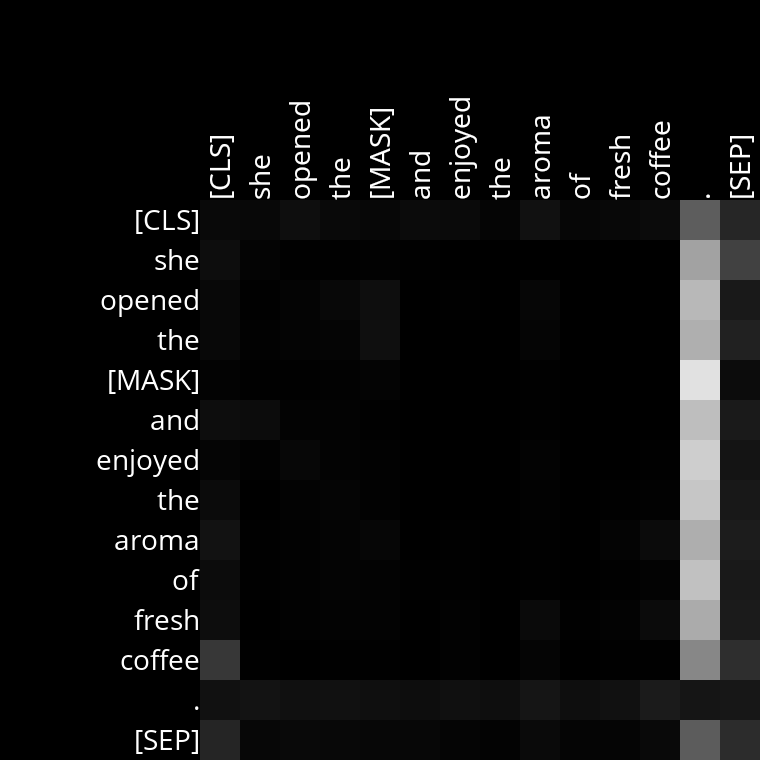 [CLS] she opened the [MASK] and enjoyed the aroma of fresh coffee . [SEP]
[CLS]
she
opened
the
[MASK]
and
enjoyed
the
aroma
of
fresh
coffee
.
[SEP]